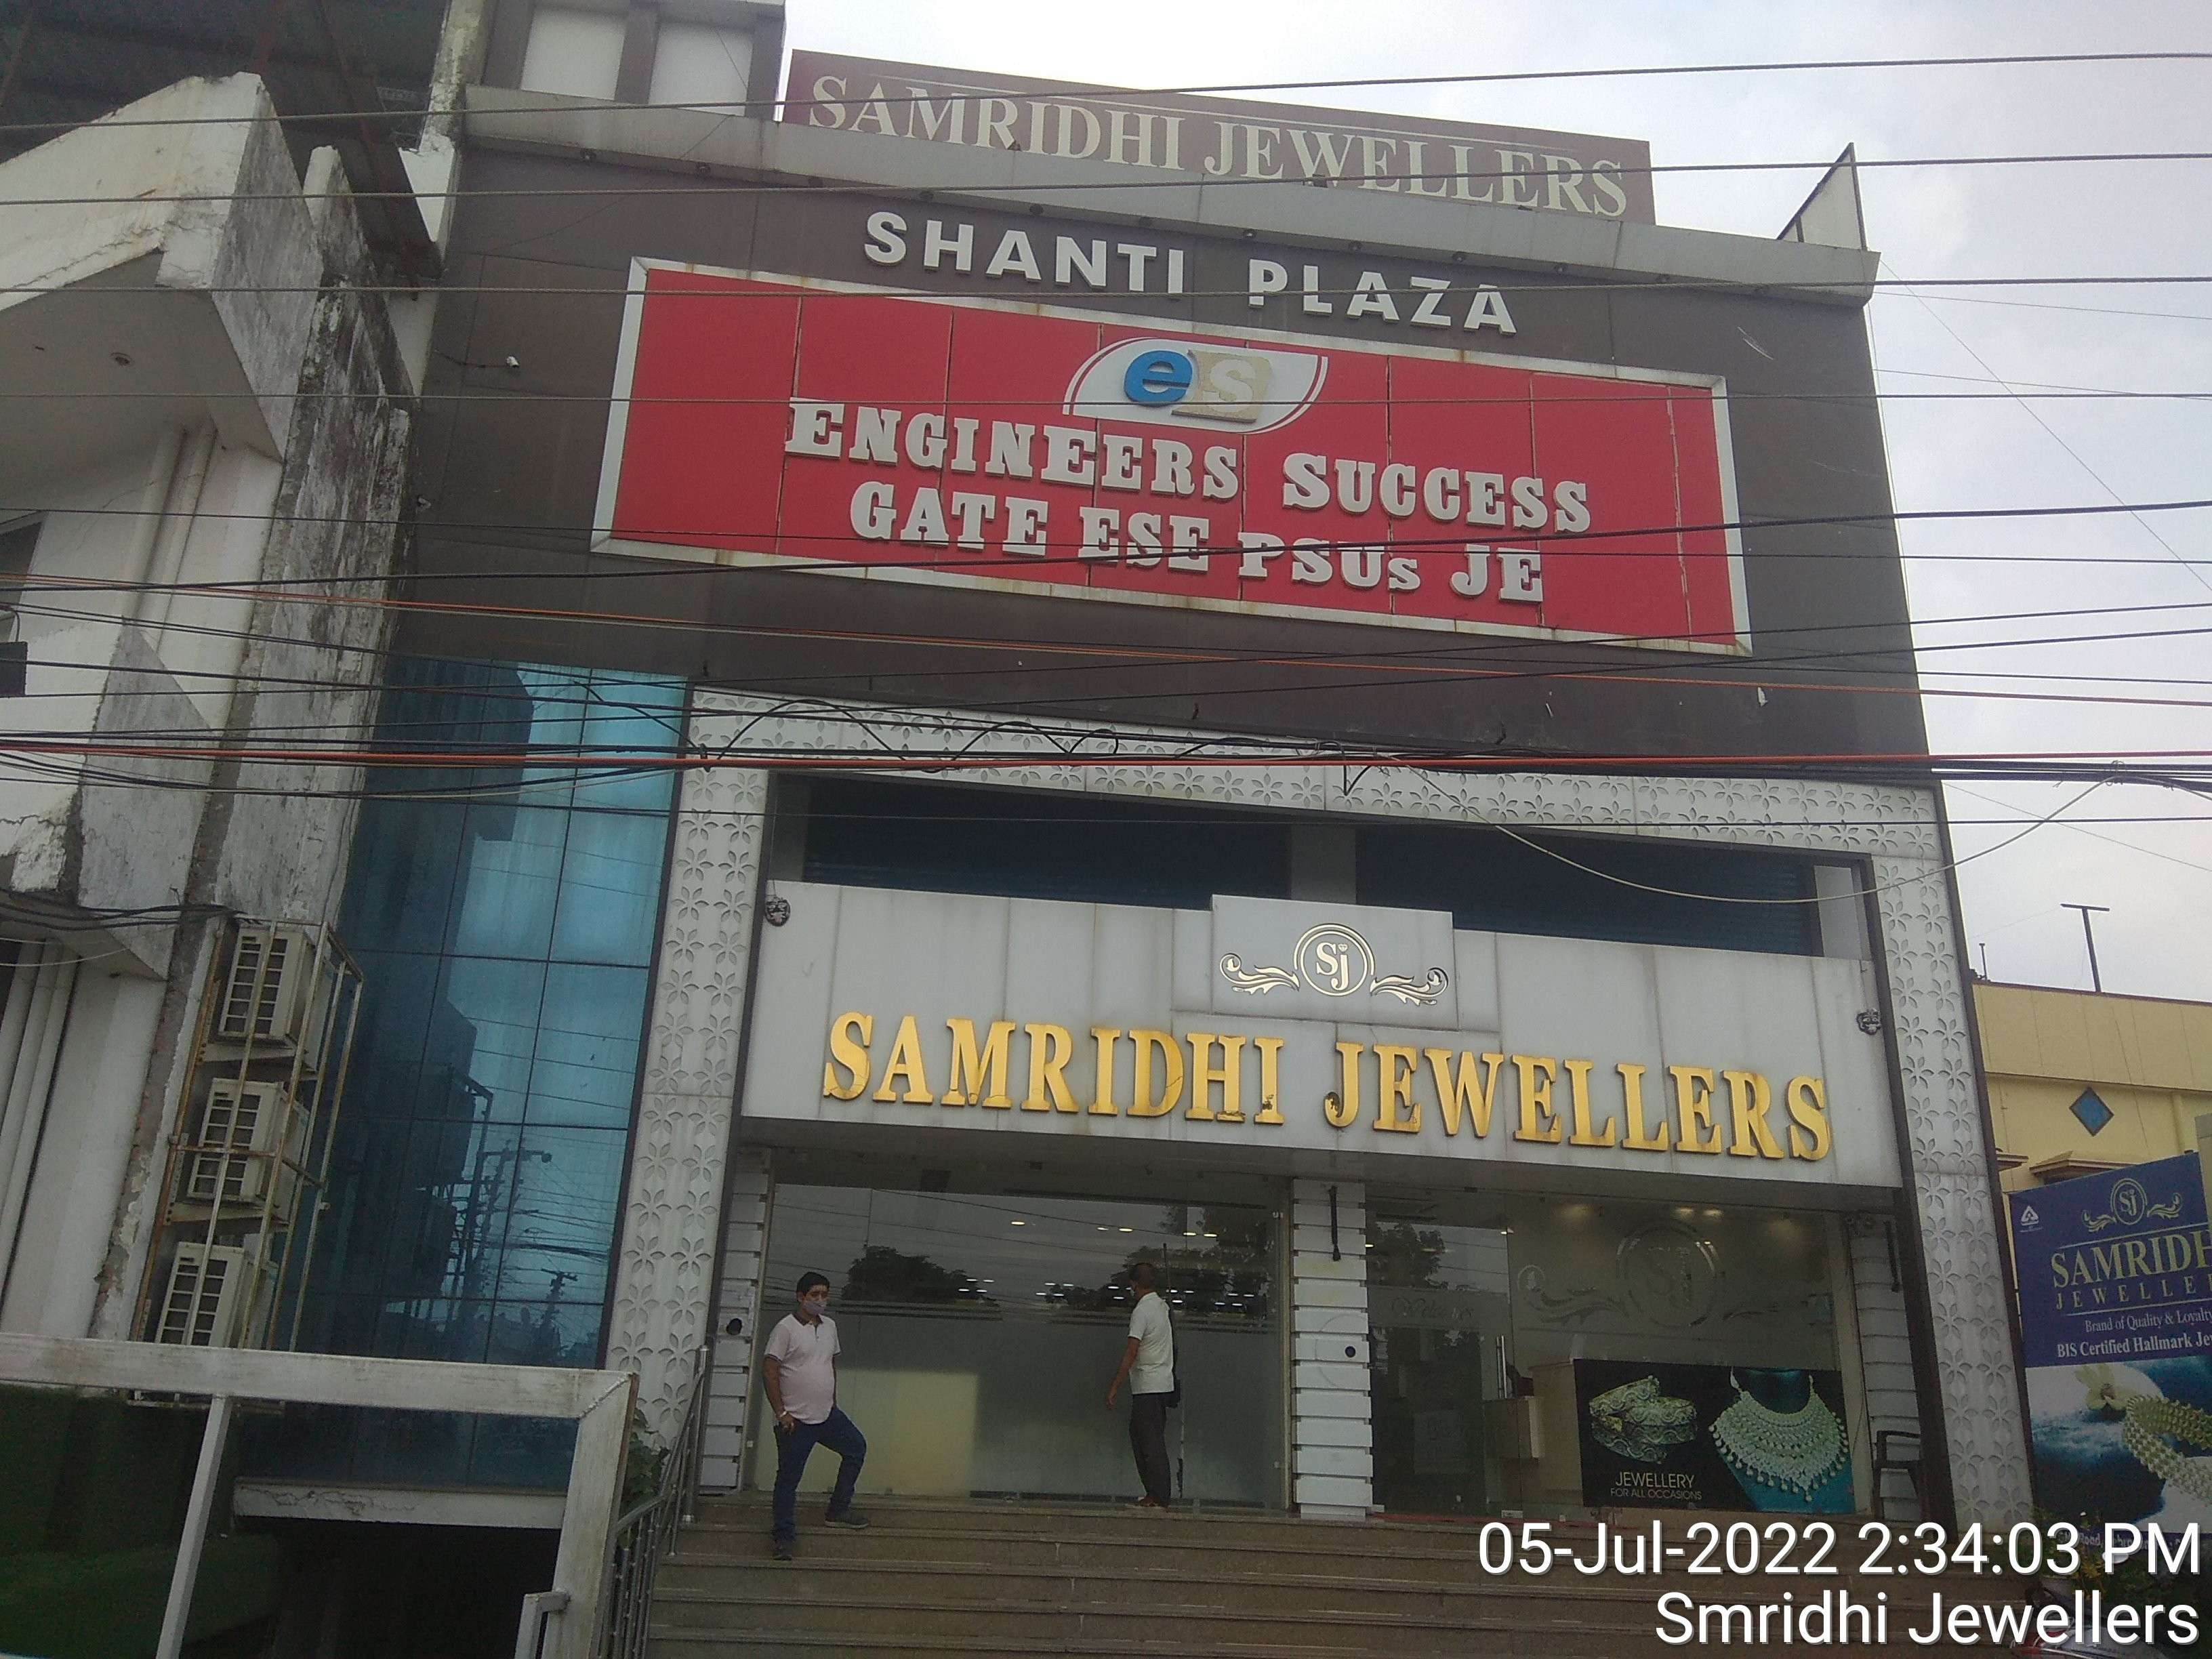 SAMRIDHI JEWELLERS
SHANTI PLAZA
es
ENGINEERS SUCCESS
GATE ESE PSUs JE
Sj
SAMRIDHI JEWELLERS
Sj
JEWELLERY
FOR ALL OCCASIONS
Sj
SAMRIDH
JEWELLE
Brand of Quality & Loyalty
BIS Certified Hallmark Je
05-Jul-2022 2:34:03 PM
Smridhi Jewellers